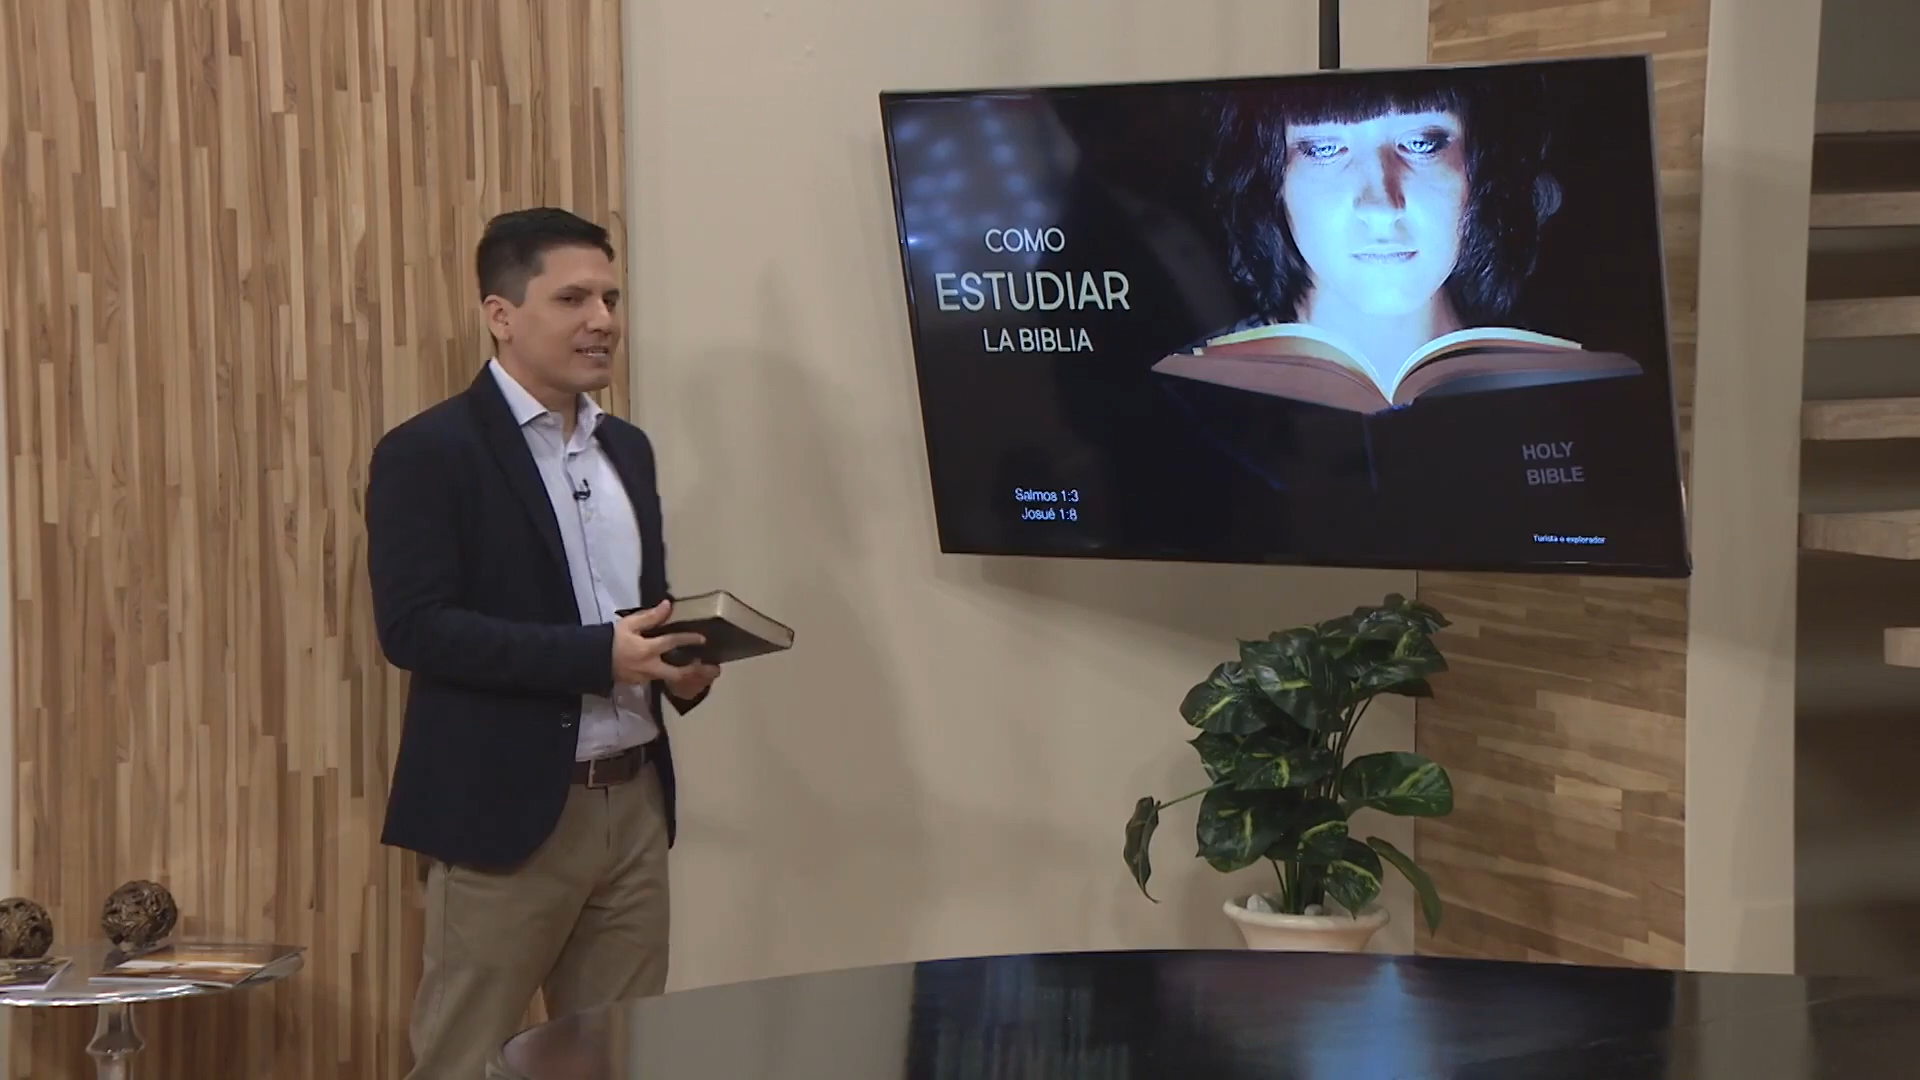 COMO
ESTUDIAR
LA BIBLIA
Salmos 1:3
Josué 1:8
HOLY
BIBLE
Turista o explorador